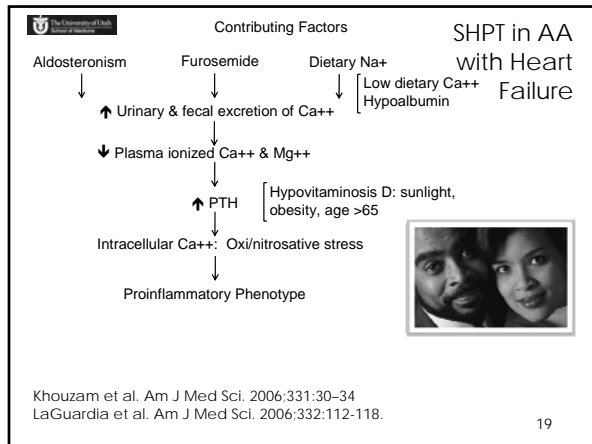 The University of Utah
School of Medicine
Contributing Factors
SHPT in AA
with Heart
Failure
Aldosteronism Furosemide Dietary Na+
Low dietary Ca++
Hypoalbumin
↑ Urinary & fecal excretion of Ca++
↓ Plasma ionized Ca++ & Mg++
↑ PTH
Hypovitaminosis D: sunlight,
obesity, age >65
Intracellular Ca++: Oxi/nitrosative stress
Proinflammatory Phenotype
Khouzam et al. Am J Med Sci. 2006;331:30–34
LaGuardia et al. Am J Med Sci. 2006;332:112-118.
19